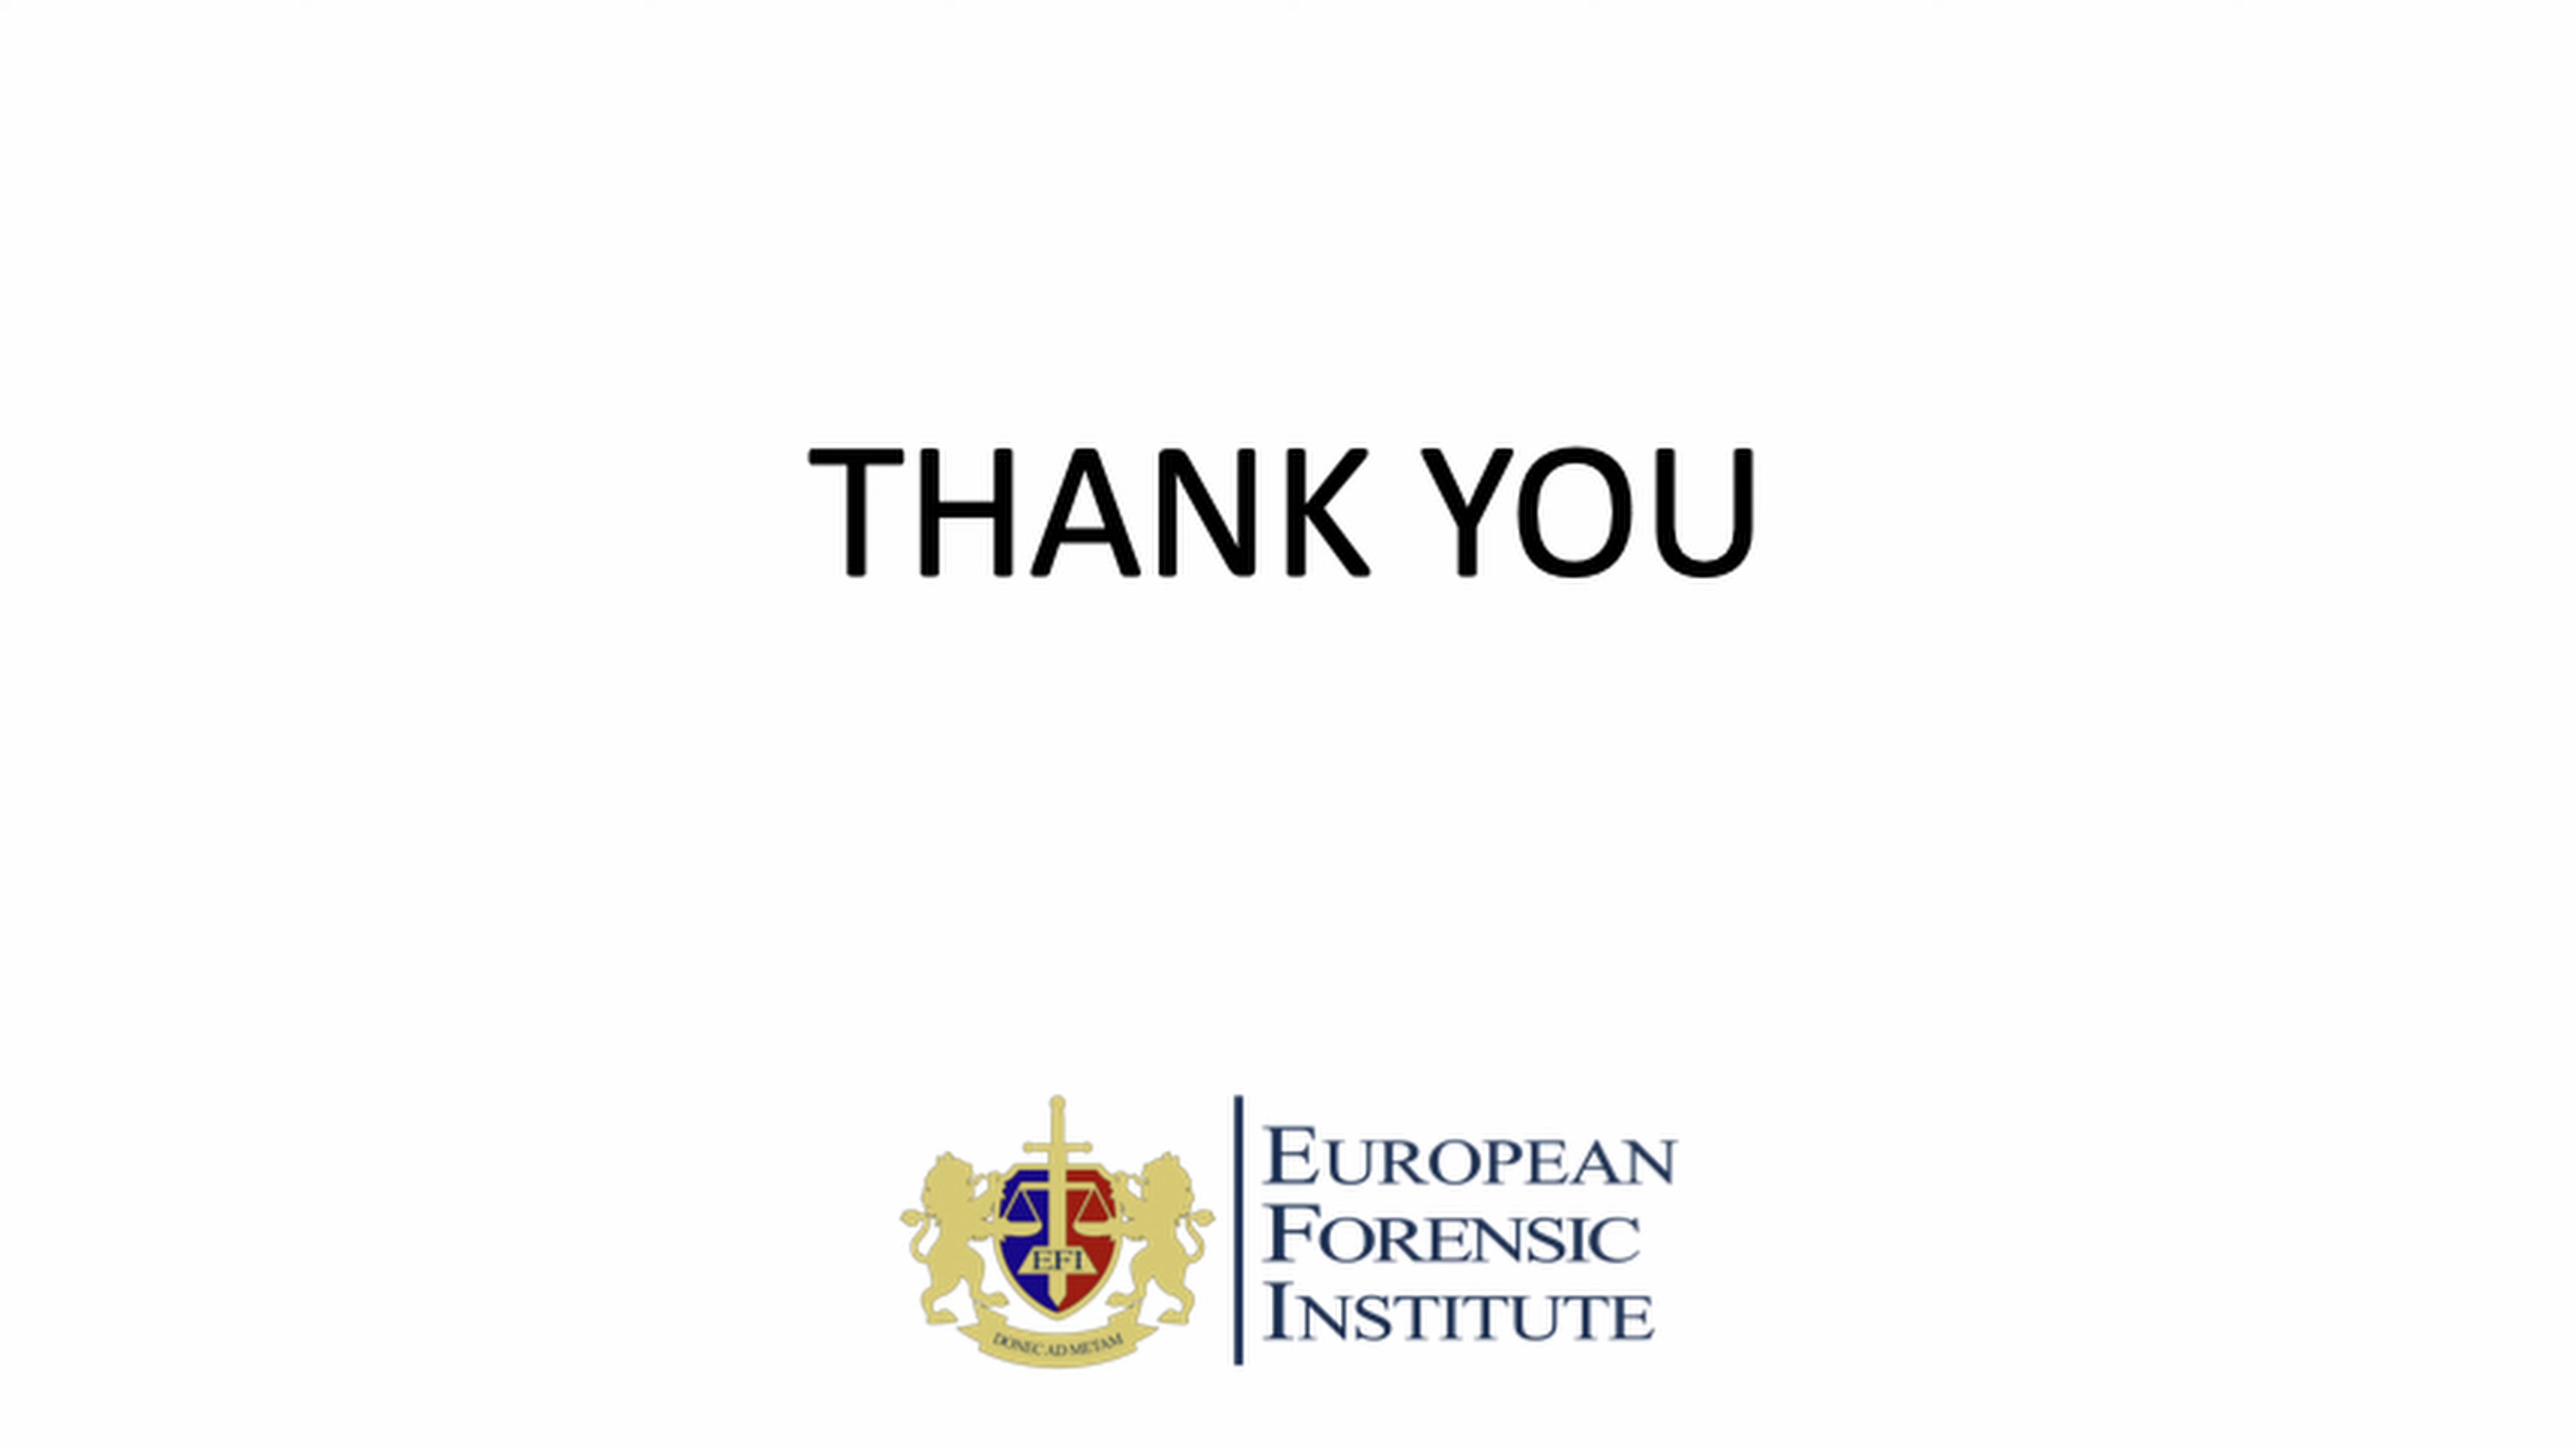 THANK YOU
EFI
DONEC AD METAM
EUROPEAN
FORENSIC
INSTITUTE